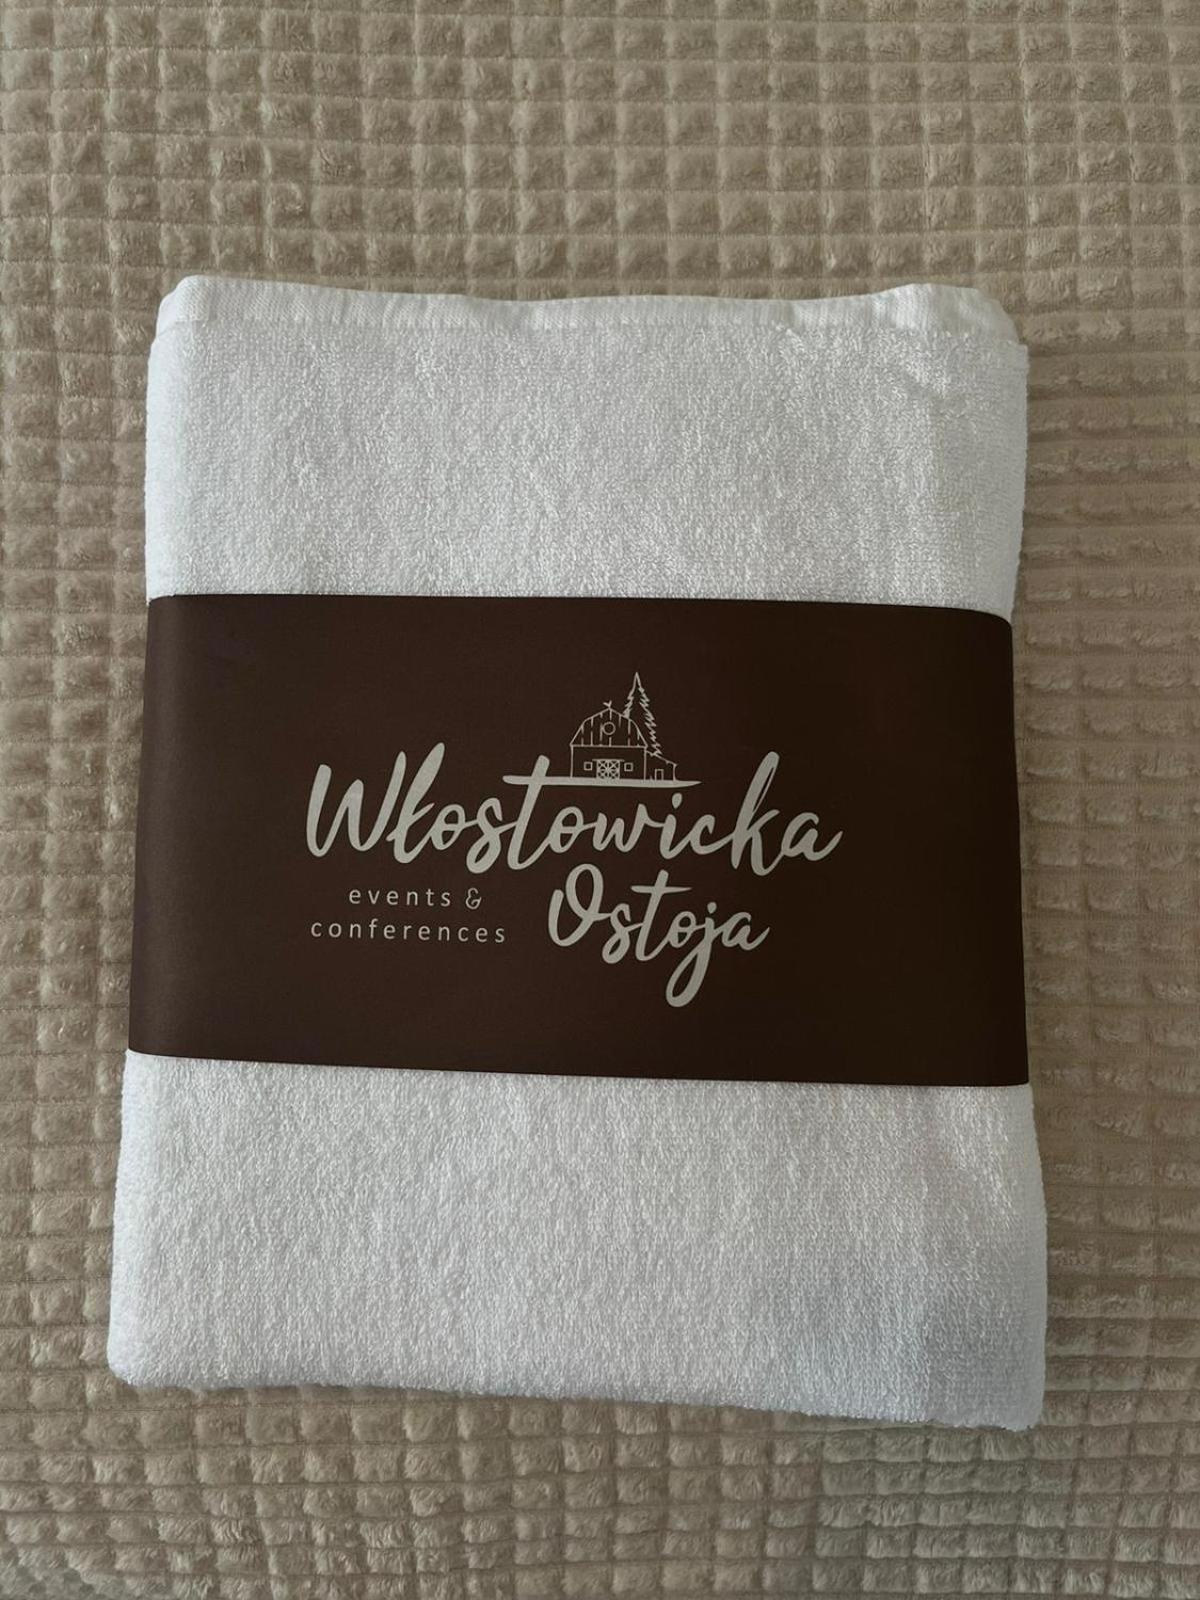 Włostowicka
events &
conferences
Ostoja